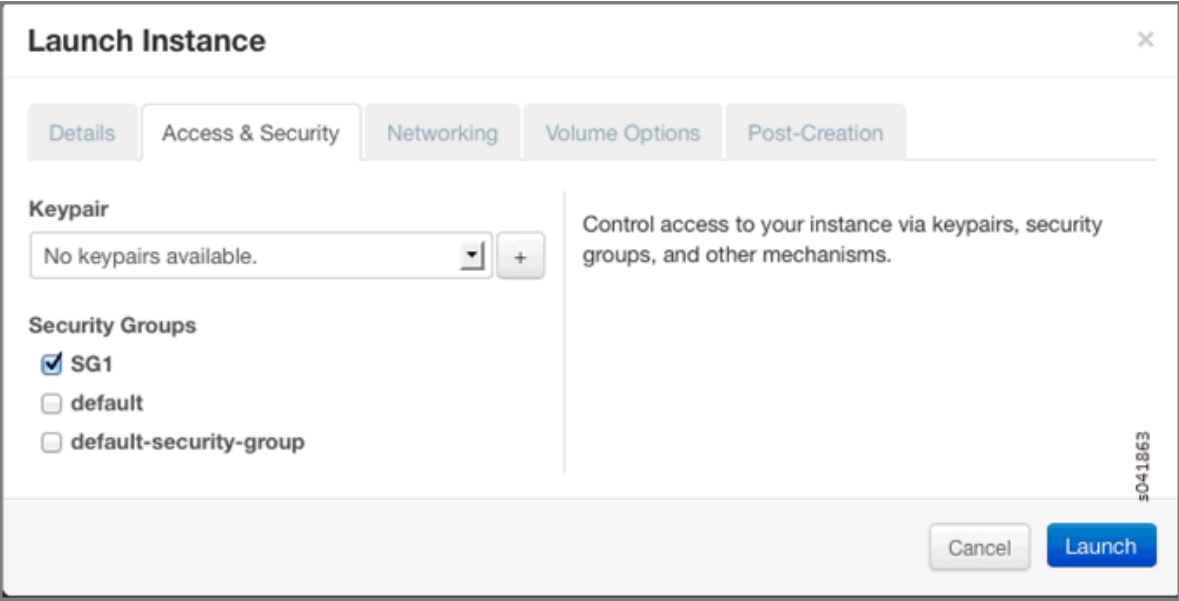 Launch Instance
×
Details Access & Security Networking Volume Options Post-Creation
Keypair
No keypairs available. +
Security Groups
SG1
default
default-security-group
Control access to your instance via keypairs, security
groups, and other mechanisms.
s041863
Cancel Launch